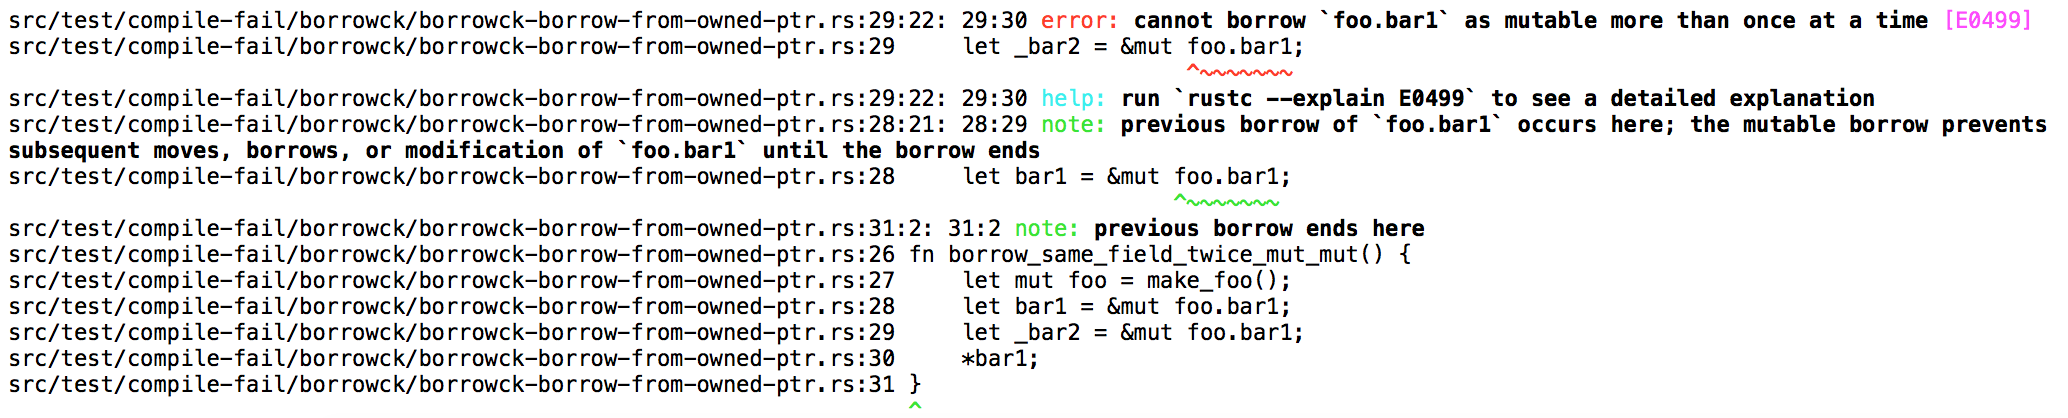 src/test/compile-fail/borrowck/borrowck-borrow-from-owned-ptr.rs:29:22: 29:30 error: cannot borrow `foo.bar1` as mutable more than once at a time [E0499]
src/test/compile-fail/borrowck/borrowck-borrow-from-owned-ptr.rs:29     let _bar2 = &mut foo.bar1;
                                                                                         ^~~~~~~~
src/test/compile-fail/borrowck/borrowck-borrow-from-owned-ptr.rs:29:22: 29:30 help: run `rustc --explain E0499` to see a detailed explanation
src/test/compile-fail/borrowck/borrowck-borrow-from-owned-ptr.rs:28:21: 28:29 note: previous borrow of `foo.bar1` occurs here; the mutable borrow prevents
subsequent moves, borrows, or modification of `foo.bar1` until the borrow ends
src/test/compile-fail/borrowck/borrowck-borrow-from-owned-ptr.rs:28     let bar1 = &mut foo.bar1;
                                                                                        ^~~~~~~~
src/test/compile-fail/borrowck/borrowck-borrow-from-owned-ptr.rs:31:2: 31:2 note: previous borrow ends here
src/test/compile-fail/borrowck/borrowck-borrow-from-owned-ptr.rs:26 fn borrow_same_field_twice_mut_mut() {
src/test/compile-fail/borrowck/borrowck-borrow-from-owned-ptr.rs:27     let mut foo = make_foo();
src/test/compile-fail/borrowck/borrowck-borrow-from-owned-ptr.rs:28     let bar1 = &mut foo.bar1;
src/test/compile-fail/borrowck/borrowck-borrow-from-owned-ptr.rs:29     let _bar2 = &mut foo.bar1;
src/test/compile-fail/borrowck/borrowck-borrow-from-owned-ptr.rs:30     *bar1;
src/test/compile-fail/borrowck/borrowck-borrow-from-owned-ptr.rs:31 }
                                                                    ^